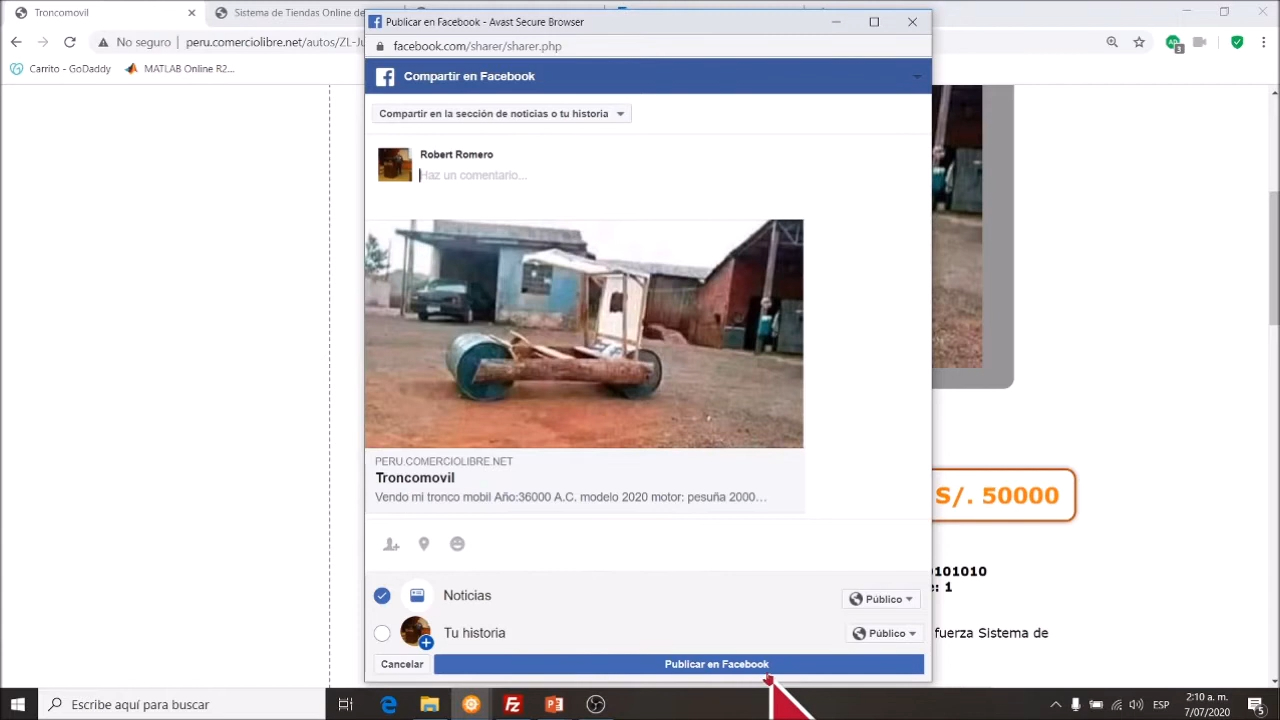 Troncomovil
Sistema de Tiendas Online de
Publicar en Facebook - Avast Secure Browser
No seguro
peru.comerciolibre.net/autos/ZL-Ju
facebook.com/sharer/sharer.php
Carrito - GoDaddy
MATLAB Online R2...
Compartir en Facebook
Compartir en la sección de noticias o tu historia
Robert Romero
Haz un comentario...
PERU.COMERCIOLIBRE.NET
Troncomovil
Vendo mi tronco mobil Año:36000 A.C. modelo 2020 motor: pesuña 2000…
S/. 50000
101010
: 1
fuerza Sistema de
Noticias
Público
Tu historia
Público
Cancelar
Publicar en Facebook
Escribe aquí para buscar
ESP
2:10 a. m.
7/07/2020
5
3